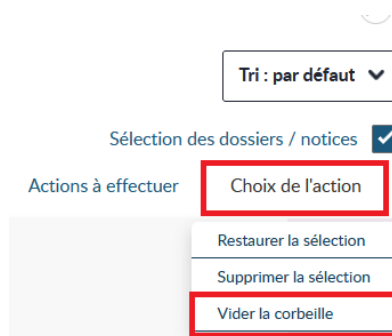 Tri : par défaut
Sélection des dossiers / notices
Actions à effectuer Choix de l'action
Restaurer la sélection
Supprimer la sélection
Vider la corbeille